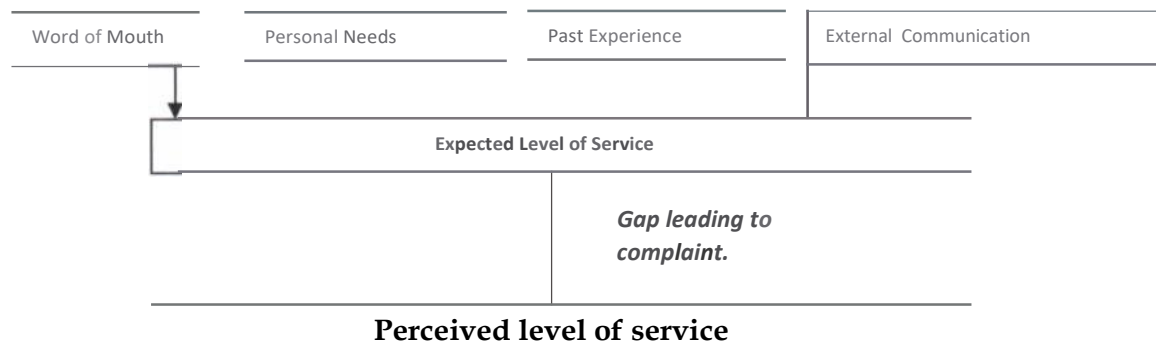 Word of Mouth
Personal Needs
Past Experience
External Communication
Expected Level of Service
Gap leading to
complaint.
Perceived level of service